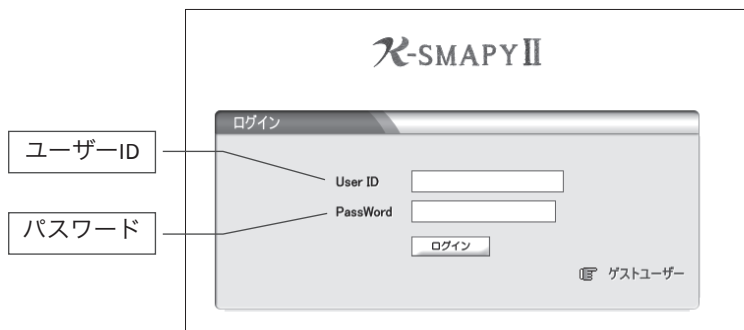 K-SMAPYⅡ
ログイン
ユーザーID
User ID
パスワード
PassWord
ログイン
ゲストユーザー